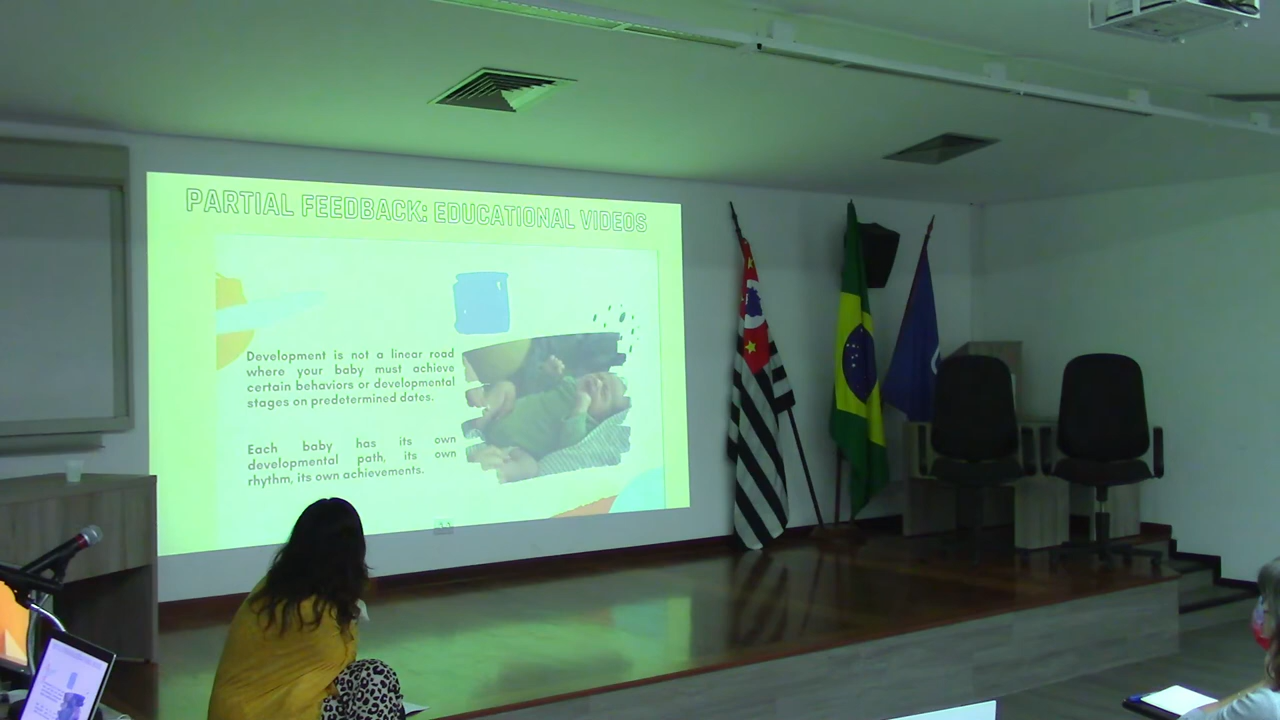 PARTIAL FEEDBACK: EDUCATIONAL VIDEOS
Development is not a linear road
where your baby must achieve
certain behaviors or developmental
stages on predetermined dates.
Each baby has its own
developmental path, its own
rhythm, its own achievements.